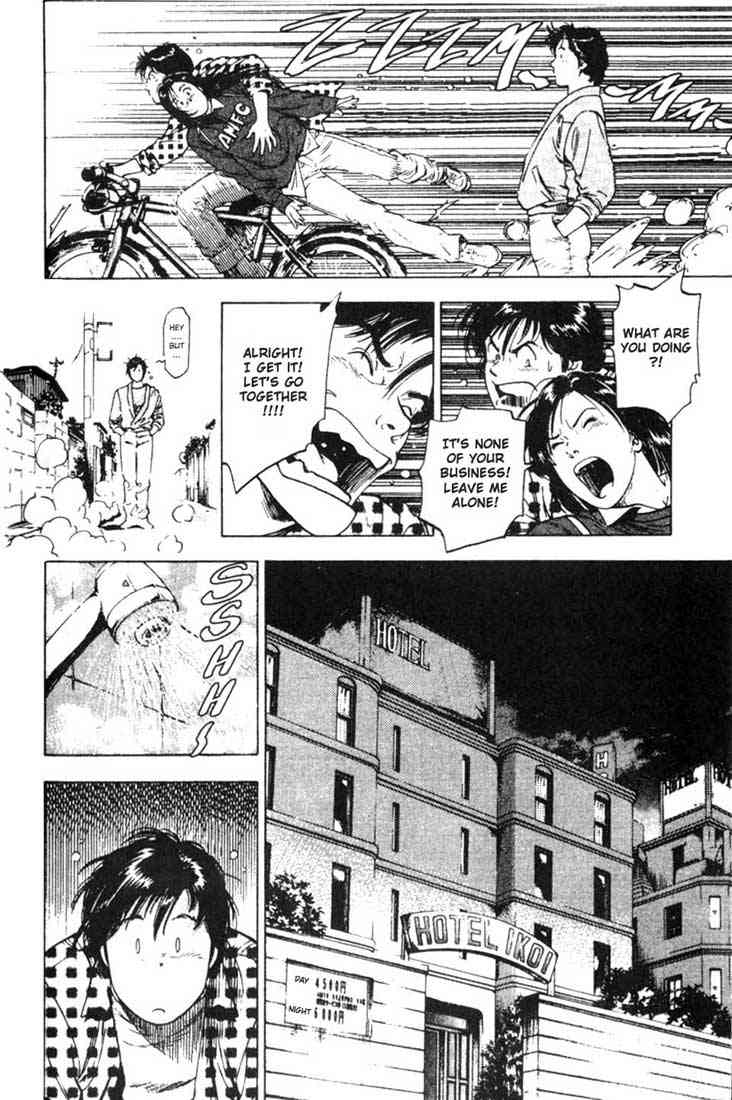 ZZZM
MM
AMFC
WHAT ARE
YOU DOING
?!
IT'S NONE
OF YOUR
BUSINESS!
LEAVE ME
ALONE!
ALRIGHT!
I GET IT!
LET'S GO
TOGETHER
!!!!
HEY
....
BUT
....
HOTEL
H
HOTEL
HOTEL IKOI
DAY 4500円
NIGHT 6000円
SSHHH